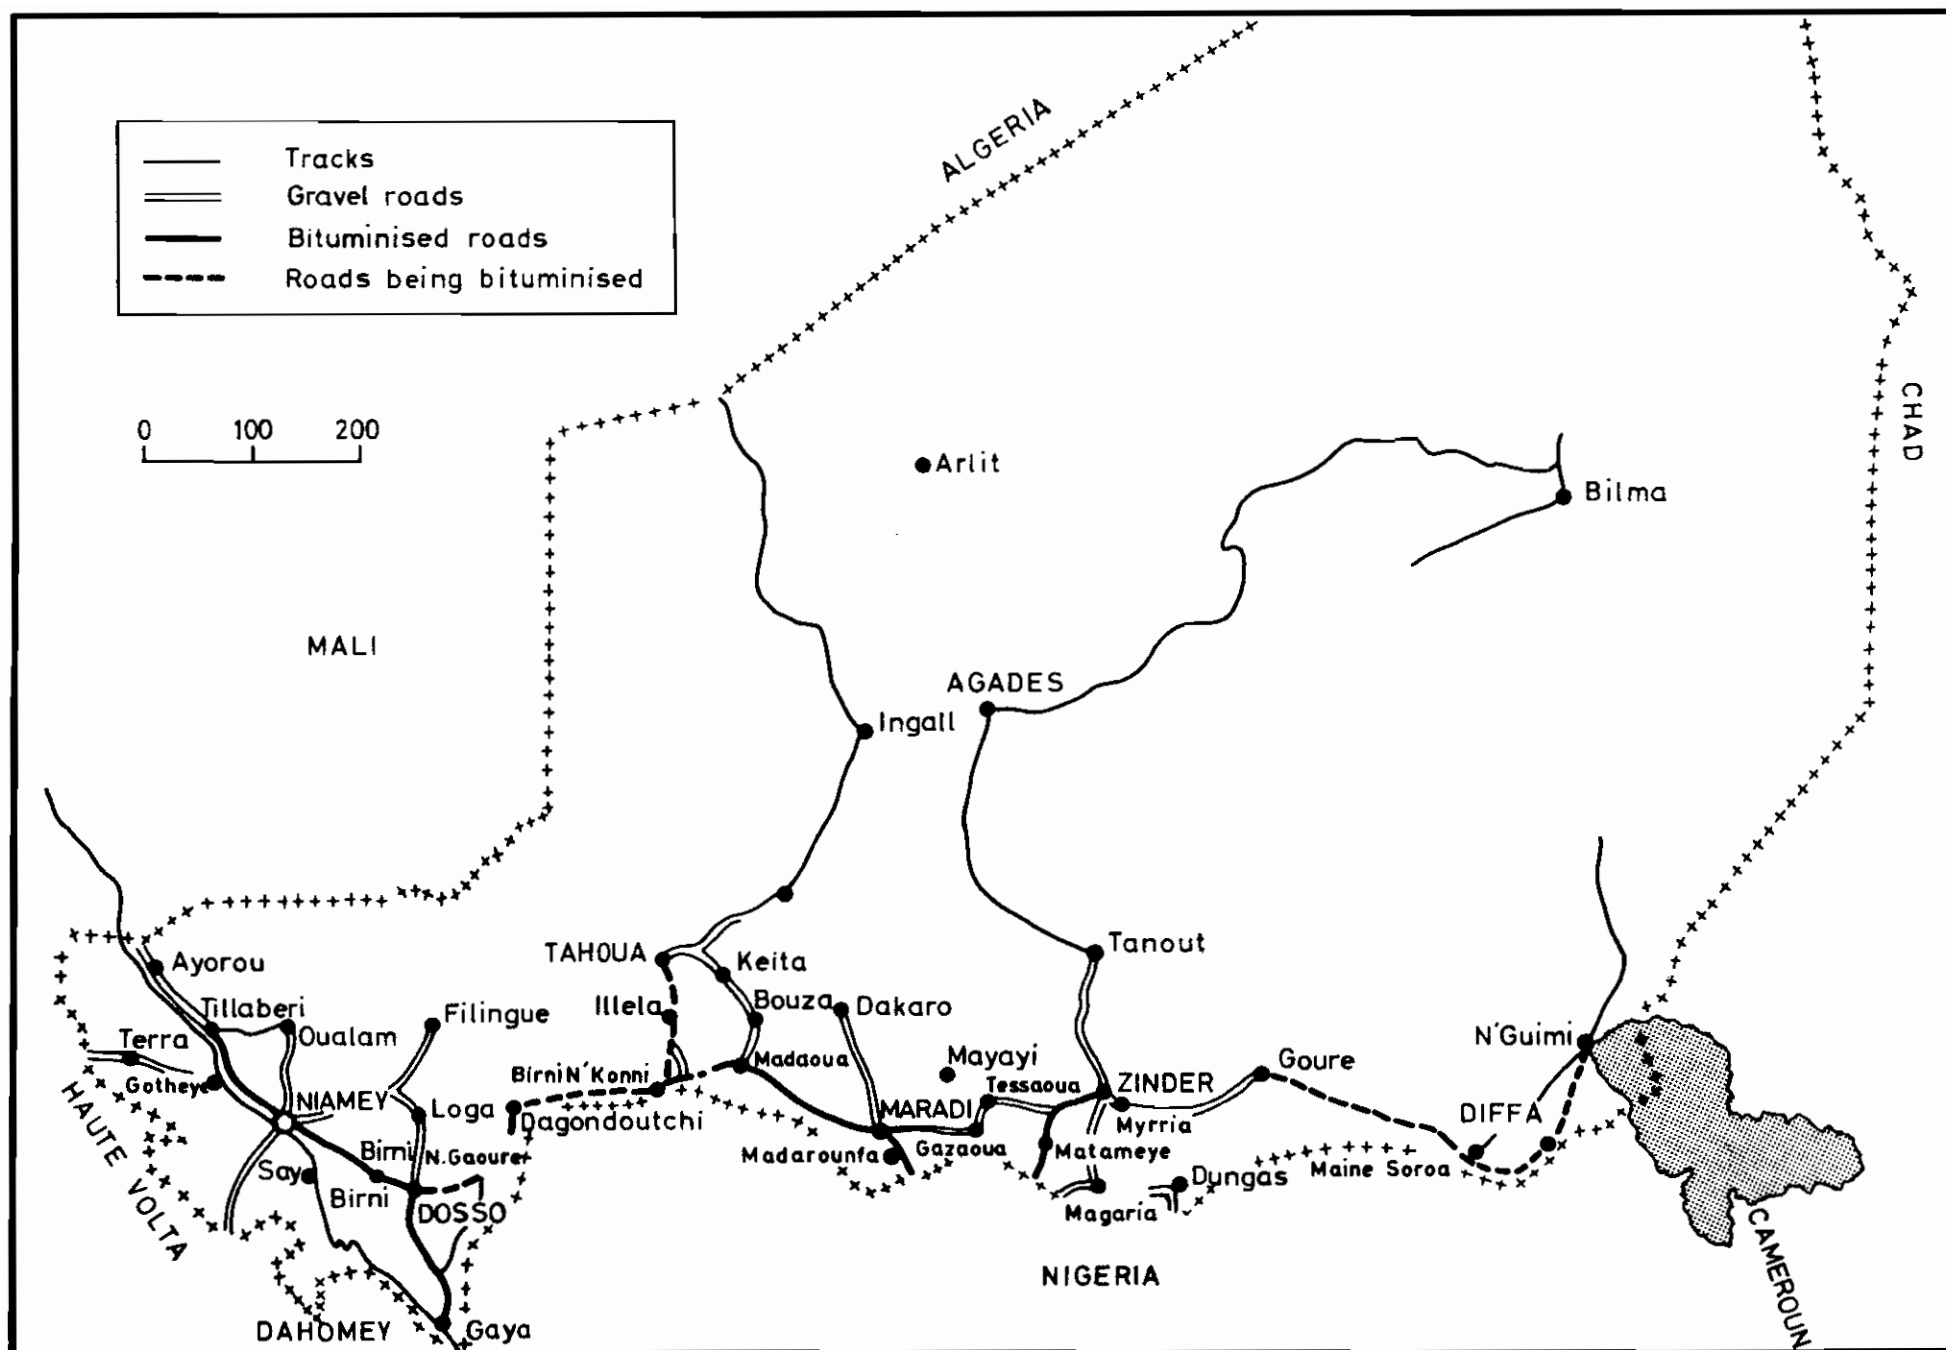 Tracks
Gravel roads
Bituminised roads
Roads being bituminised
0 100 200
ALGERIA
CHAD
Arlit
Bilma
MALI
AGADES
Ingall
TAHOUA
Keita
Tanout
Ayorou
Illela
Bouza
Dakaro
Tillaberi
Oualam
Filingue
N'Guimi
Terra
Gotheye
Birni N'Konni
Madaoua
Mayayi
Tessaoua
ZINDER
Goure
HAUTE VOLTA
NIAMEY
Loga
Dagondoutchi
MARADI
Myrria
DIFFA
Birni N.Gaoure
Madarounfa
Gazaoua
Matameye
Maine Soroa
Say
Birni
DOSSO
Magaria
Dungas
NIGERIA
CAMEROUN
DAHOMEY
Gaya